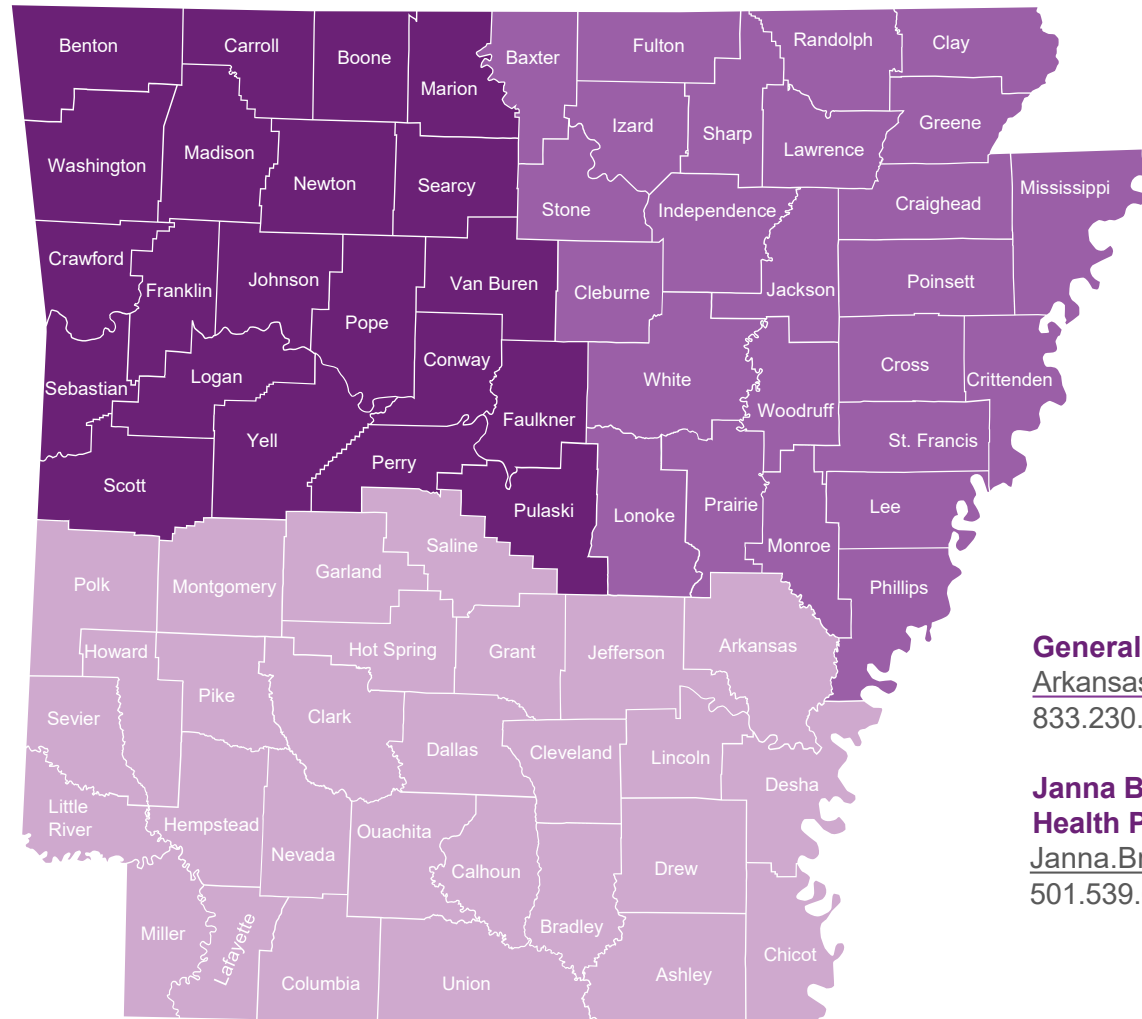 Benton
Carroll
Boone
Marion
Baxter
Fulton
Randolph
Clay
Washington
Madison
Newton
Searcy
Izard
Sharp
Lawrence
Greene
Stone
Independence
Craighead
Mississippi
Crawford
Franklin
Johnson
Pope
Van Buren
Cleburne
Jackson
Poinsett
Sebastian
Logan
Conway
White
Cross
Crittenden
Woodruff
Yell
Faulkner
St. Francis
Scott
Perry
Pulaski
Lonoke
Prairie
Monroe
Lee
Phillips
Polk
Montgomery
Garland
Saline
Howard
Hot Spring
Grant
Jefferson
Arkansas
Pike
Sevier
Clark
Dallas
Cleveland
Lincoln
Desha
Little
River
Hempstead
Nevada
Ouachita
Calhoun
Drew
Bradley
Miller
Lafayette
Columbia
Union
Ashley
Chicot
General
Arkansas
833.230.
Janna B
Health P
Janna.Br
501.539.